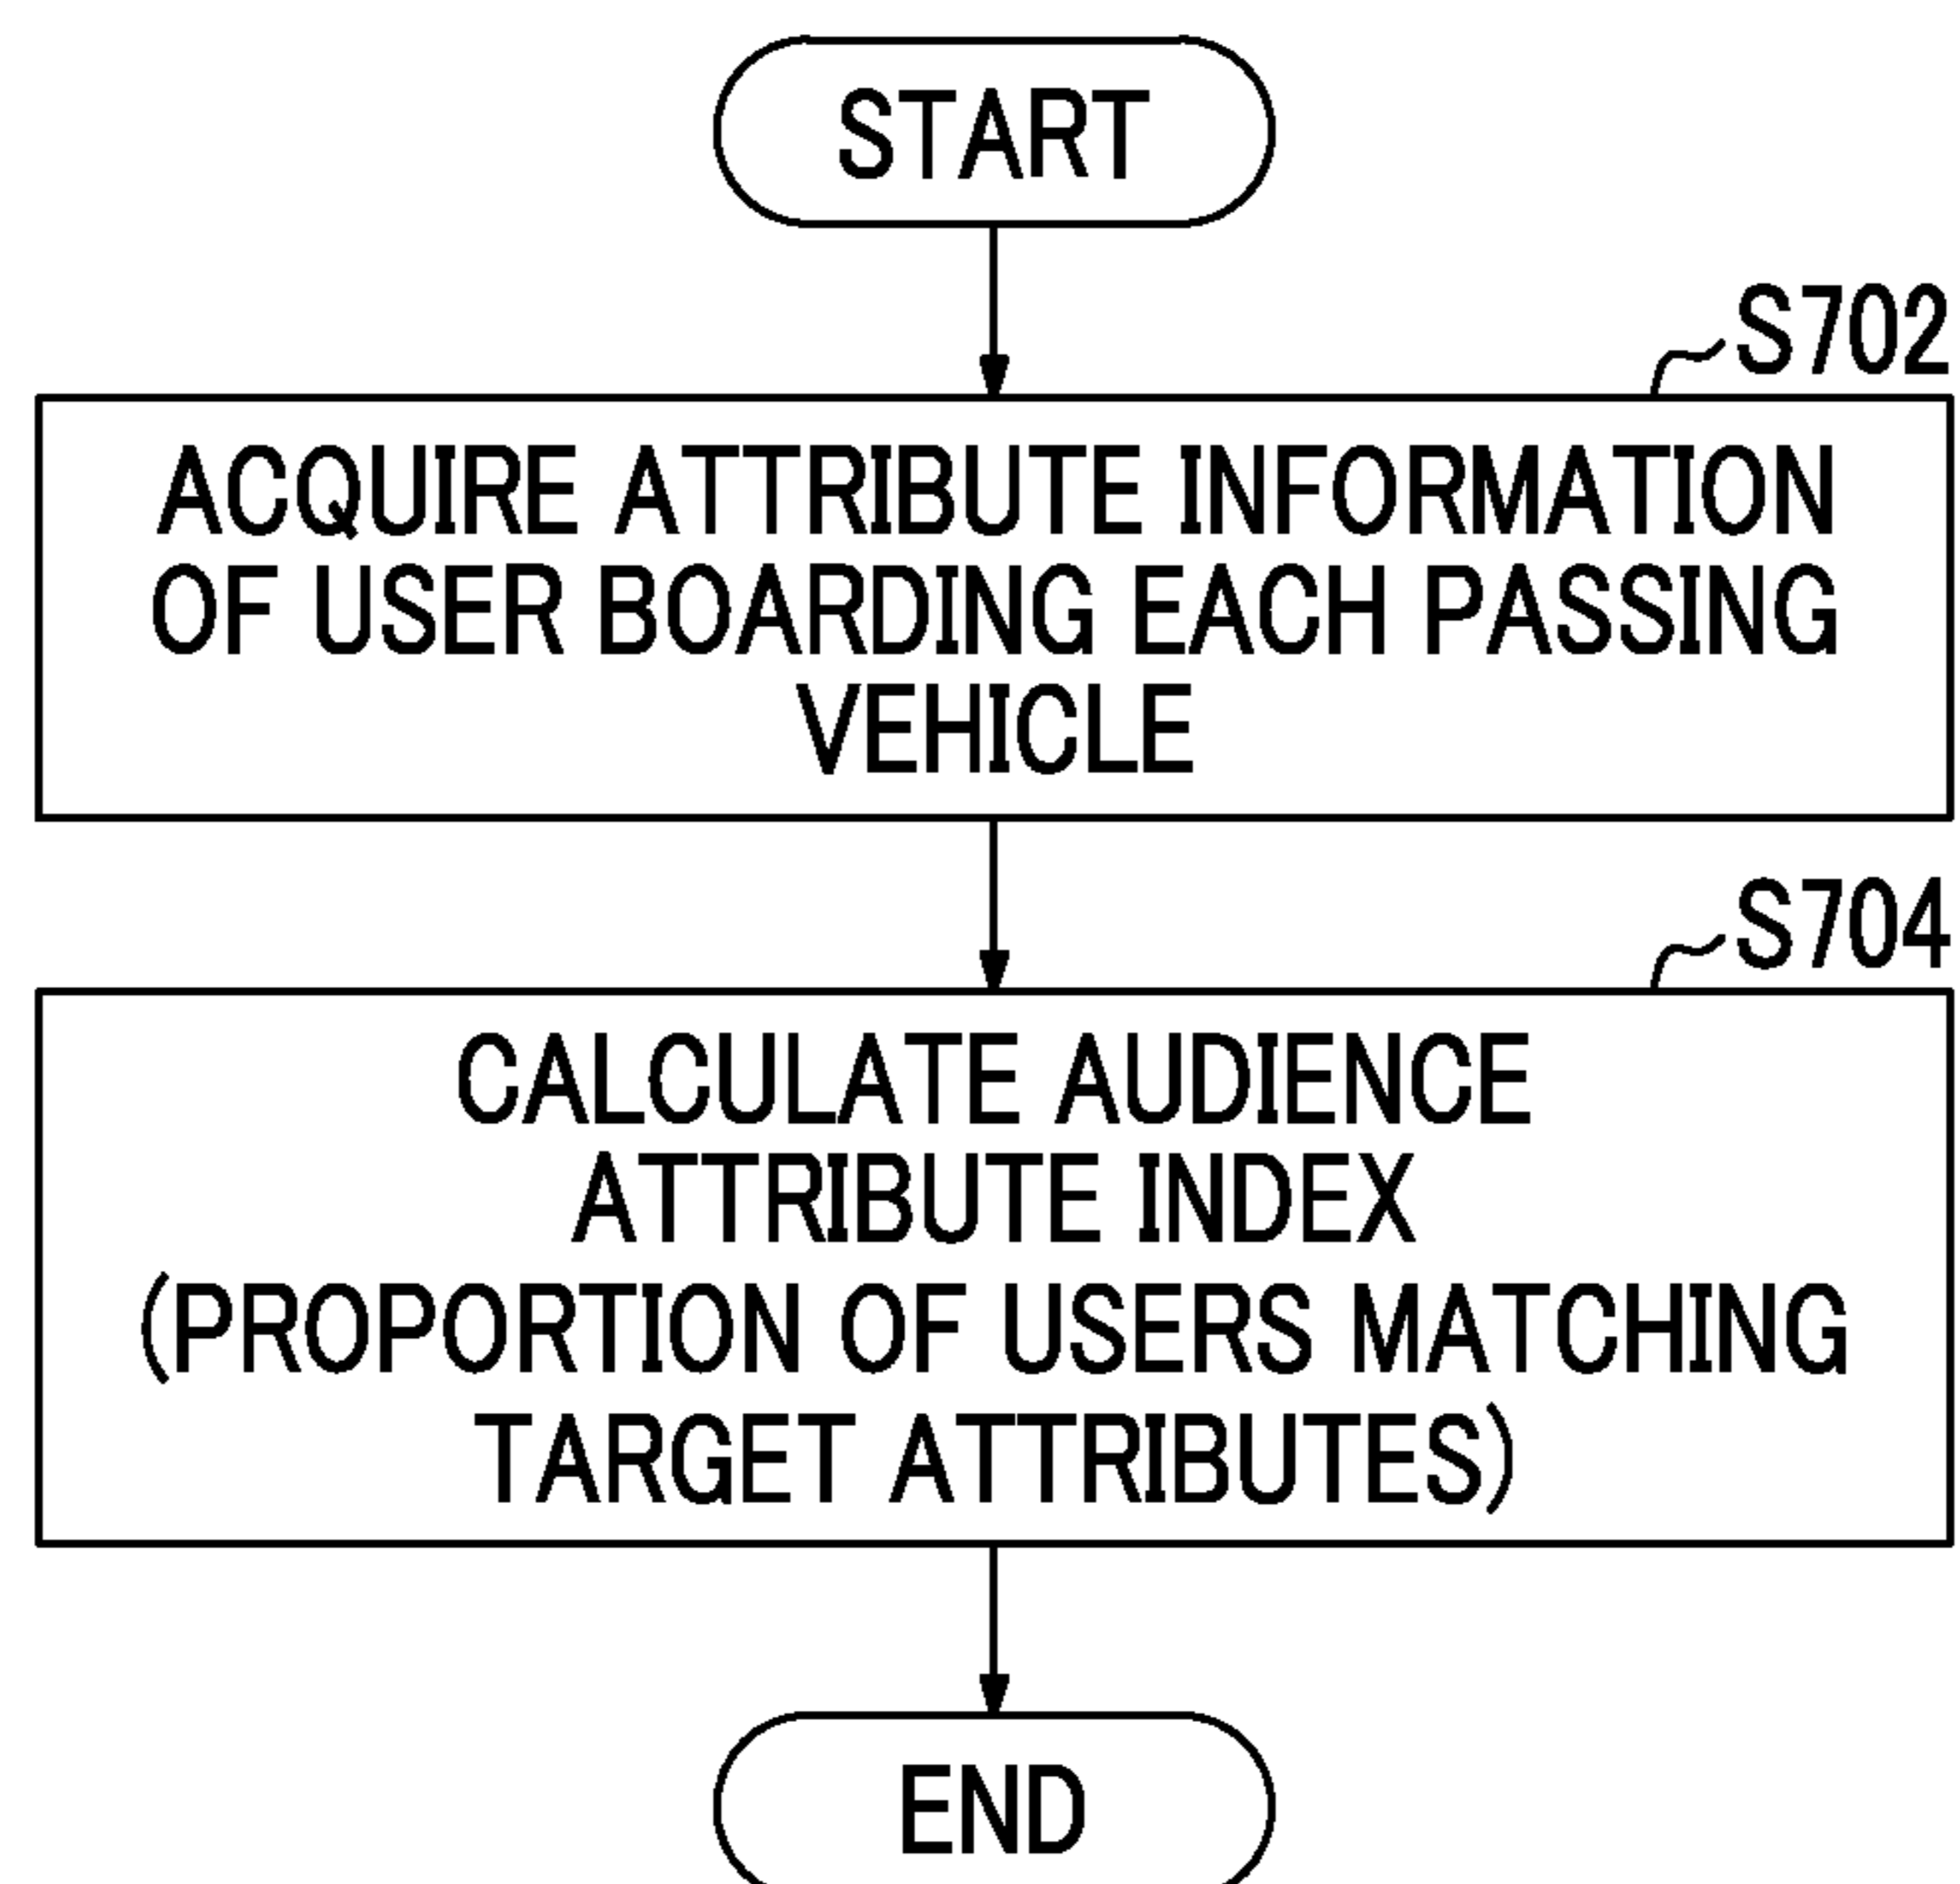 START
S702
ACQUIRE ATTRIBUTE INFORMATION
OF USER BOARDING EACH PASSING
VEHICLE
S704
CALCULATE AUDIENCE
ATTRIBUTE INDEX
(PROPORTION OF USERS MATCHING
TARGET ATTRIBUTES)
END